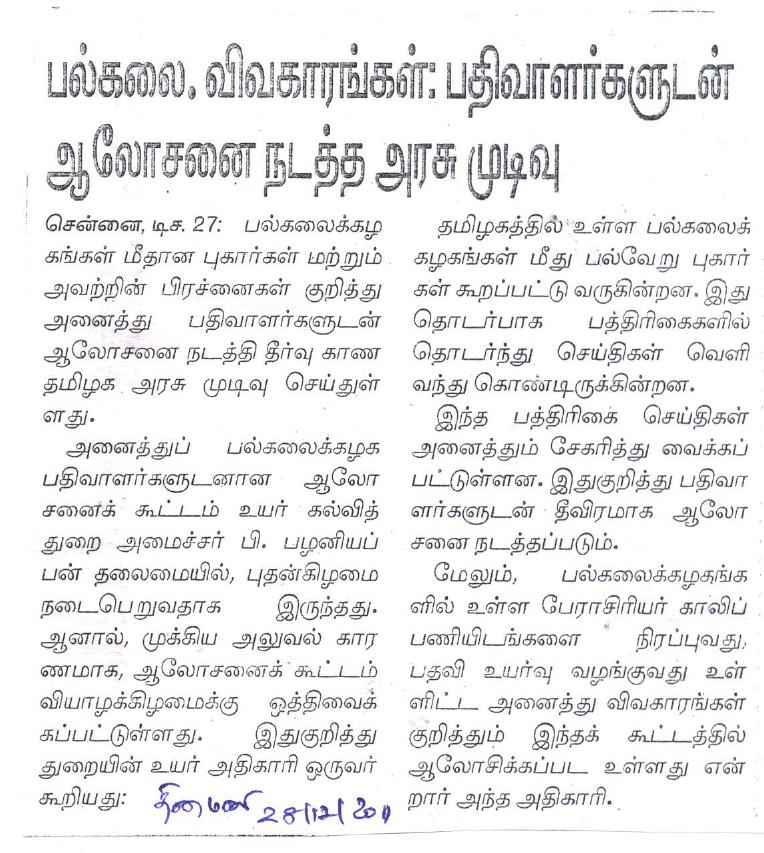 பல்கலை. விவகாரங்கள்: பதிவாளர்களுடன்
ஆலோசனை நடத்த அரசு முடிவு
சென்னை, டிச. 27: பல்கலைக்கழ
கங்கள் மீதான புகார்கள் மற்றும்
அவற்றின் பிரச்னைகள் குறித்து
அனைத்து பதிவாளர்களுடன்
ஆலோசனை நடத்தி தீர்வு காண
தமிழக அரசு முடிவு செய்துள்
ளது.
அனைத்துப் பல்கலைக்கழக
பதிவாளர்களுடனான ஆலோ
சனைக் கூட்டம் உயர் கல்வித்
துறை அமைச்சர் பி. பழனியப்
பன் தலைமையில், புதன்கிழமை
நடைபெறுவதாக இருந்தது.
ஆனால், முக்கிய அலுவல் கார
ணமாக, ஆலோசனைக் கூட்டம்
வியாழக்கிழமைக்கு ஒத்திவைக்
கப்பட்டுள்ளது. இதுகுறித்து
துறையின் உயர் அதிகாரி ஒருவர்
கூறியது:
தமிழகத்தில் உள்ள பல்கலைக்
கழகங்கள் மீது பல்வேறு புகார்
கள் கூறப்பட்டு வருகின்றன. இது
தொடர்பாக பத்திரிகைகளில்
தொடர்ந்து செய்திகள் வெளி
வந்து கொண்டிருக்கின்றன.
இந்த பத்திரிகை செய்திகள்
அனைத்தும் சேகரித்து வைக்கப்
பட்டுள்ளன. இதுகுறித்து பதிவா
ளர்களுடன் தீவிரமாக ஆலோ
சனை நடத்தப்படும்.
மேலும், பல்கலைக்கழகங்க
ளில் உள்ள பேராசிரியர் காலிப்
பணியிடங்களை நிரப்புவது,
பதவி உயர்வு வழங்குவது உள்
ளிட்ட அனைத்து விவகாரங்கள்
குறித்தும் இந்தக் கூட்டத்தில்
ஆலோசிக்கப்பட உள்ளது என்
றார் அந்த அதிகாரி.
தினமணி 28/12/2011